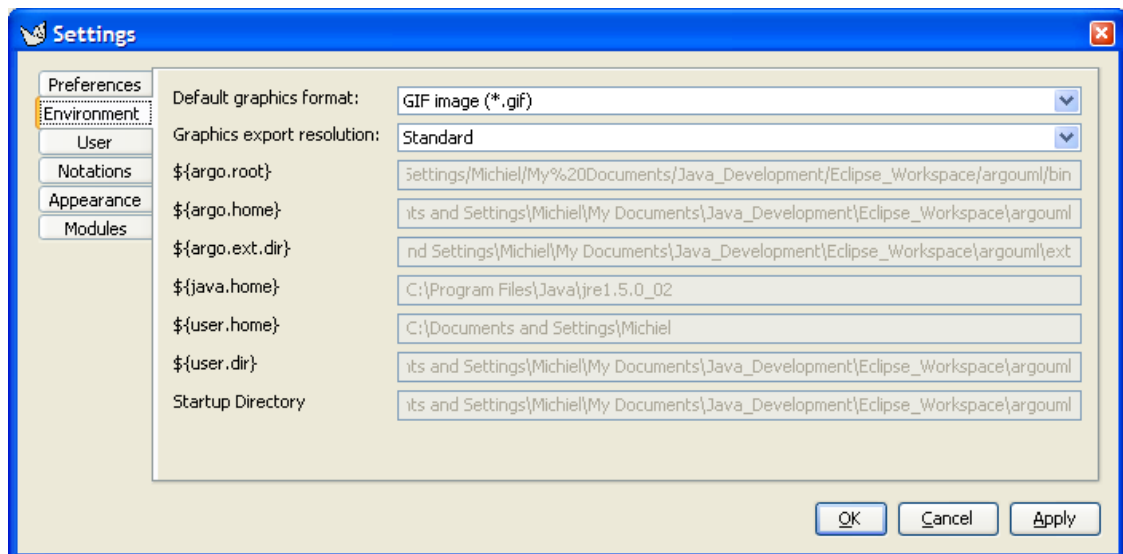 Settings
Preferences
Environment
User
Notations
Appearance
Modules
Default graphics format: GIF image (*.gif)
Graphics export resolution: Standard
${argo.root} Settings/Michiel/My%20Documents/Java_Development/Eclipse_Workspace/argouml/bin
${argo.home} nts and Settings\Michiel\My Documents\Java_Development\Eclipse_Workspace\argouml
${argo.ext.dir} nd Settings\Michiel\My Documents\Java_Development\Eclipse_Workspace\argouml\ext
${java.home} C:\Program Files\Java\jre1.5.0_02
${user.home} C:\Documents and Settings\Michiel
${user.dir} nts and Settings\Michiel\My Documents\Java_Development\Eclipse_Workspace\argouml
Startup Directory nts and Settings\Michiel\My Documents\Java_Development\Eclipse_Workspace\argouml
OK Cancel Apply